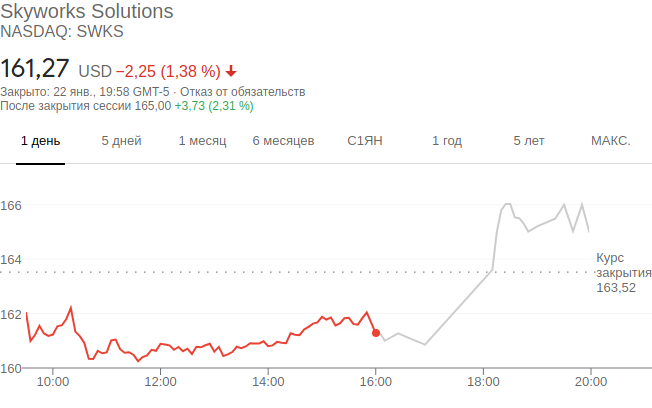 Skyworks Solutions
NASDAQ: SWKS
161,27 USD −2,25 (1,38 %)
Закрыто: 22 янв., 19:58 GMT-5 · Отказ от обязательств
После закрытия сессии 165,00 +3,73 (2,31 %)
1 день 5 дней 1 месяц 6 месяцев С1ЯН 1 год 5 лет МАКС.
166
164
Курс
закрытия
163,52
162
160
10:00 12:00 14:00 16:00 18:00 20:00